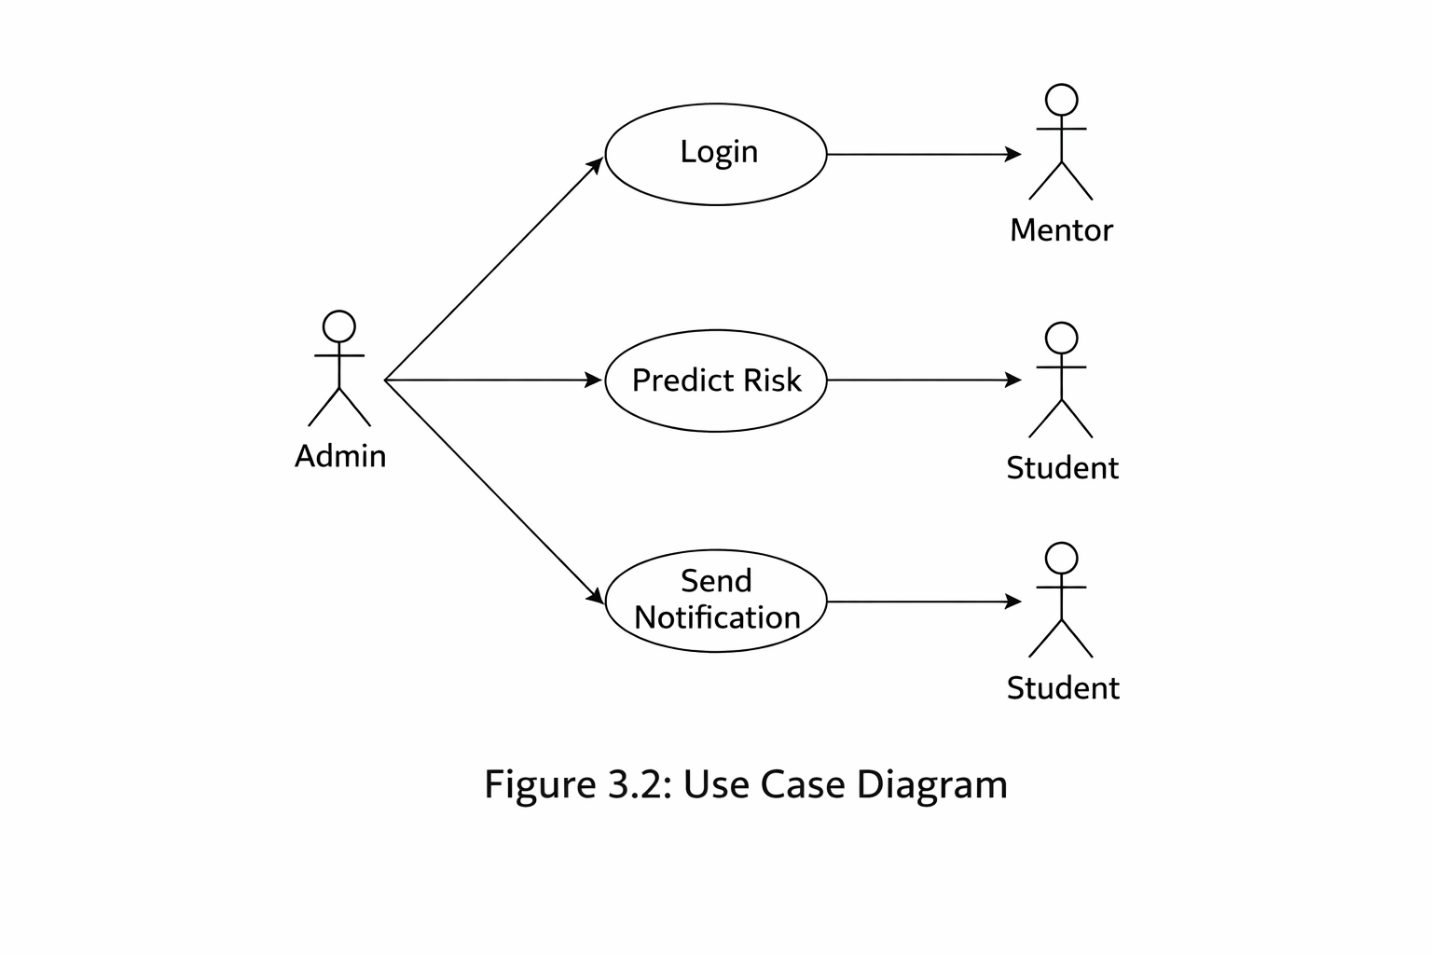 Login
Mentor
Admin
Predict Risk
Student
Send
Notification
Student
Figure 3.2: Use Case Diagram